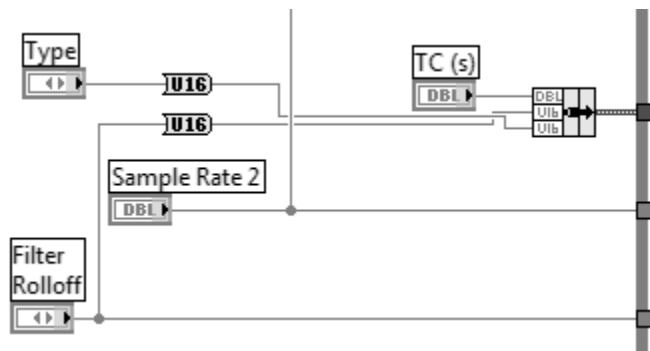 Type
U16
TC (s)
DBL
DBL
U16
U16
U16
Sample Rate 2
DBL
Filter
Rolloff